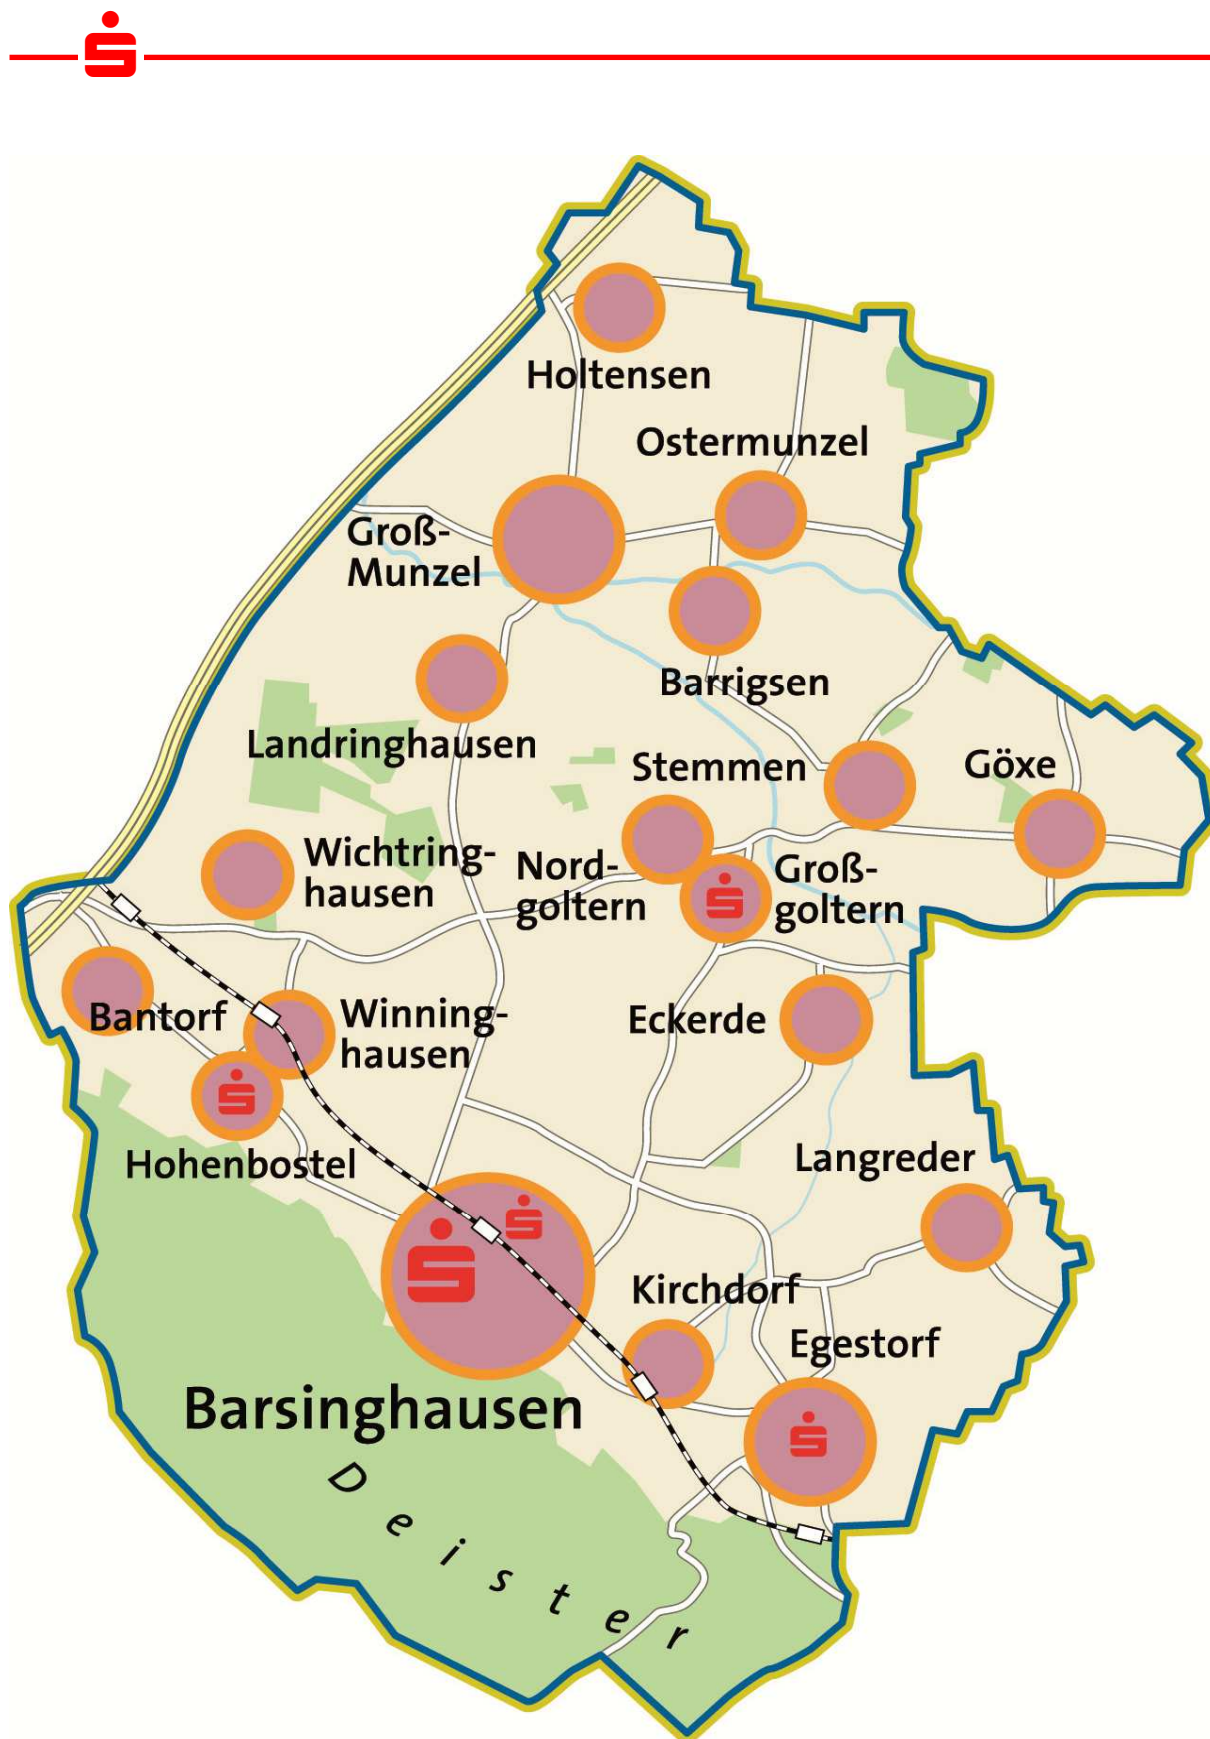 Holtensen
Ostermunzel
Groß-
Munzel
Barrigsen
Landringhausen
Stemmen
Göxe
Wichtring-
hausen
Nord-
goltern
Groß-
goltern
Bantorf
Winning-
hausen
Eckerde
Hohenbostel
Langreder
Kirchdorf
Egestorf
Barsinghausen
Deister